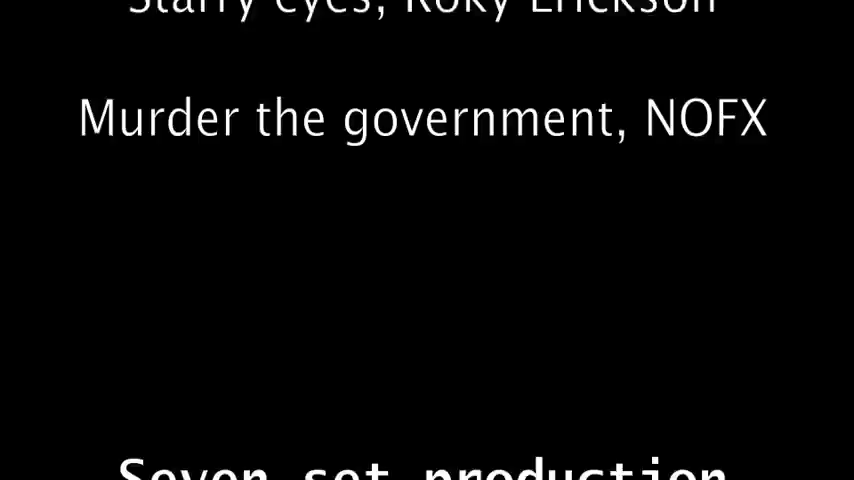 Starry eyes, Roky Erickson
Murder the government, NOFX
Seven set production